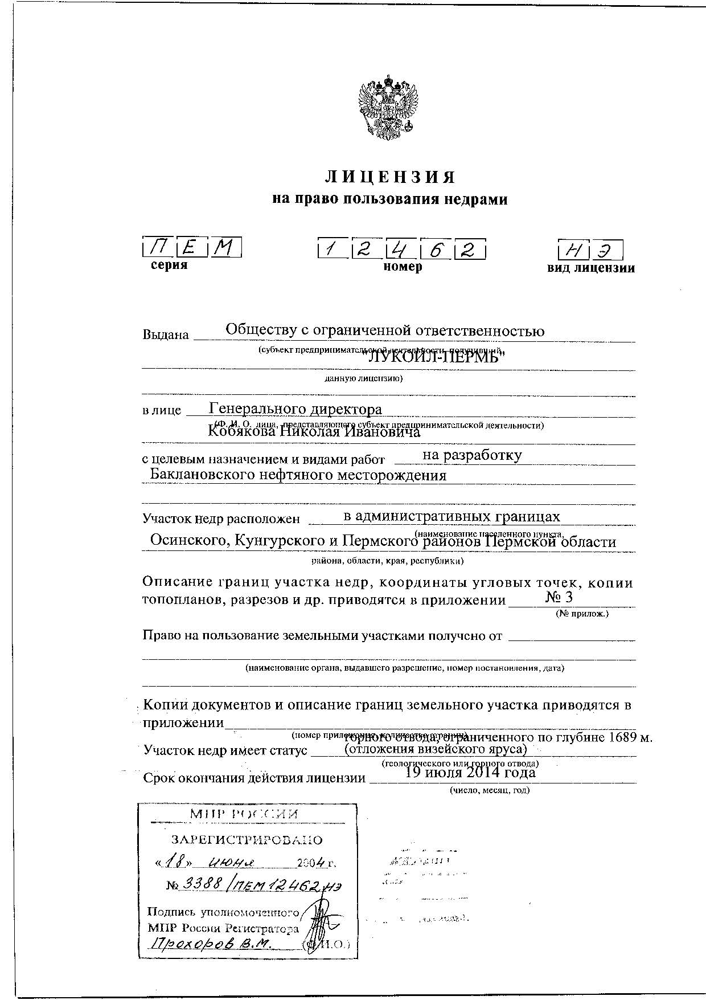 ЛИЦЕНЗИЯ
на право пользования недрами
ПЕМ 12462 НЭ
серия номер вид лицензии
Выдана Обществу с ограниченной ответственностью
(субъект предпринимательской деятельности, получивший
"ЛУКОЙЛ-ПЕРМЬ"
данную лицензию)
в лице Генерального директора
(Ф. И. О. лица, представляющего субъект предпринимательской деятельности)
Кобякова Николая Ивановича
с целевым назначением и видами работ на разработку
Баклановского нефтяного месторождения
Участок недр расположен в административных границах
(наименование населенного пункта,
Осинского, Кунгурского и Пермского районов Пермской области
района, области, края, республики)
Описание границ участка недр, координаты угловых точек, копии
топопланов, разрезов и др. приводятся в приложении № 3
(№ прилож.)
Право на пользование земельными участками получено от
(наименование органа, выдавшего разрешение, номер постановления, дата)
Копии документов и описание границ земельного участка приводятся в
приложении
(номер приложения, количество страниц)
горного отвода, ограниченного по глубине 1689 м.
Участок недр имеет статус (отложения визейского яруса)
(геологического или горного отвода)
Срок окончания действия лицензии 19 июля 2014 года
(число, месяц, год)
МПР РОССИИ
ЗАРЕГИСТРИРОВАНО
«18» июня 2004 г.
№ 3388/ПЕМ 12462 НЭ
Подпись уполномоченного
МПР России Регистратора
Прохоров В.М. (Ф.И.О.)